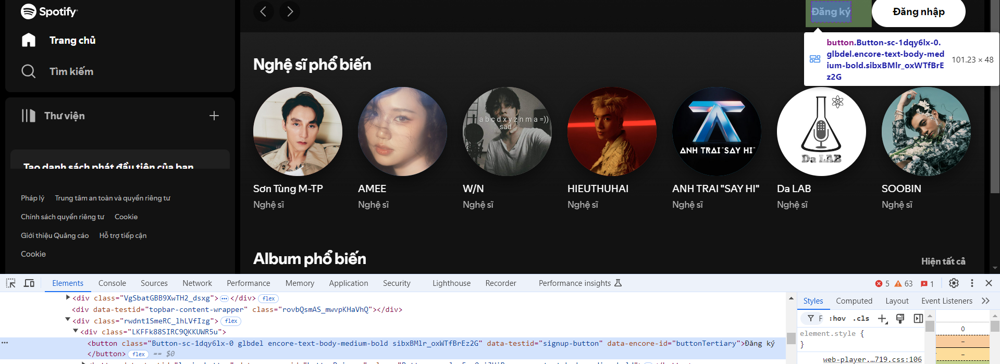 Spotify
Đăng ký
Đăng nhập
Trang chủ
Tìm kiếm
Thư viện
Tạo danh sách phát đầu tiên của bạn
Pháp lý Trung tâm an toàn và quyền riêng tư
Chính sách quyền riêng tư Cookie
Giới thiệu Quảng cáo Hỗ trợ tiếp cận
Cookie
button.Button-sc-1dqy6lx-0.
glbdel.encore-text-body-med
ium-bold.sibxBMlr_oxWTfBrE
z2G
101.23 × 48
Nghệ sĩ phổ biến
a b c d x y z n m a =))
sad
ANH TRAI "SAY HI"
Da LAB
Sơn Tùng M-TP
Nghệ sĩ
AMEE
Nghệ sĩ
W/N
Nghệ sĩ
HIEUTHUHAI
Nghệ sĩ
ANH TRAI "SAY HI"
Nghệ sĩ
Da LAB
Nghệ sĩ
SOOBIN
Nghệ sĩ
Album phổ biến
Hiện tất cả
Elements Console Sources Network Performance Memory Application Security Lighthouse Recorder Performance insights 5 63 1
<div class="VgSbatGBB9XwTH2_dsxg"> ••• </div> flex
<div data-testid="topbar-content-wrapper" class="rovbQsmAS_mwvpKHaVhQ"></div>
<div class="rwdnt1SmeRC_lhLVfIzg"> flex
<div class="LKFFk88SIRC9QKKUWR5u">
<button class="Button-sc-1dqy6lx-0 glbdel encore-text-body-medium-bold sibxBMlr_oxWTfBrEz2G" data-testid="signup-button" data-encore-id="buttonTertiary">Đăng ký
</button> flex == $0
Styles Computed Layout Event Listeners
F :hov .cls
element.style {
}
web-player.…719.css:106
0
-
-